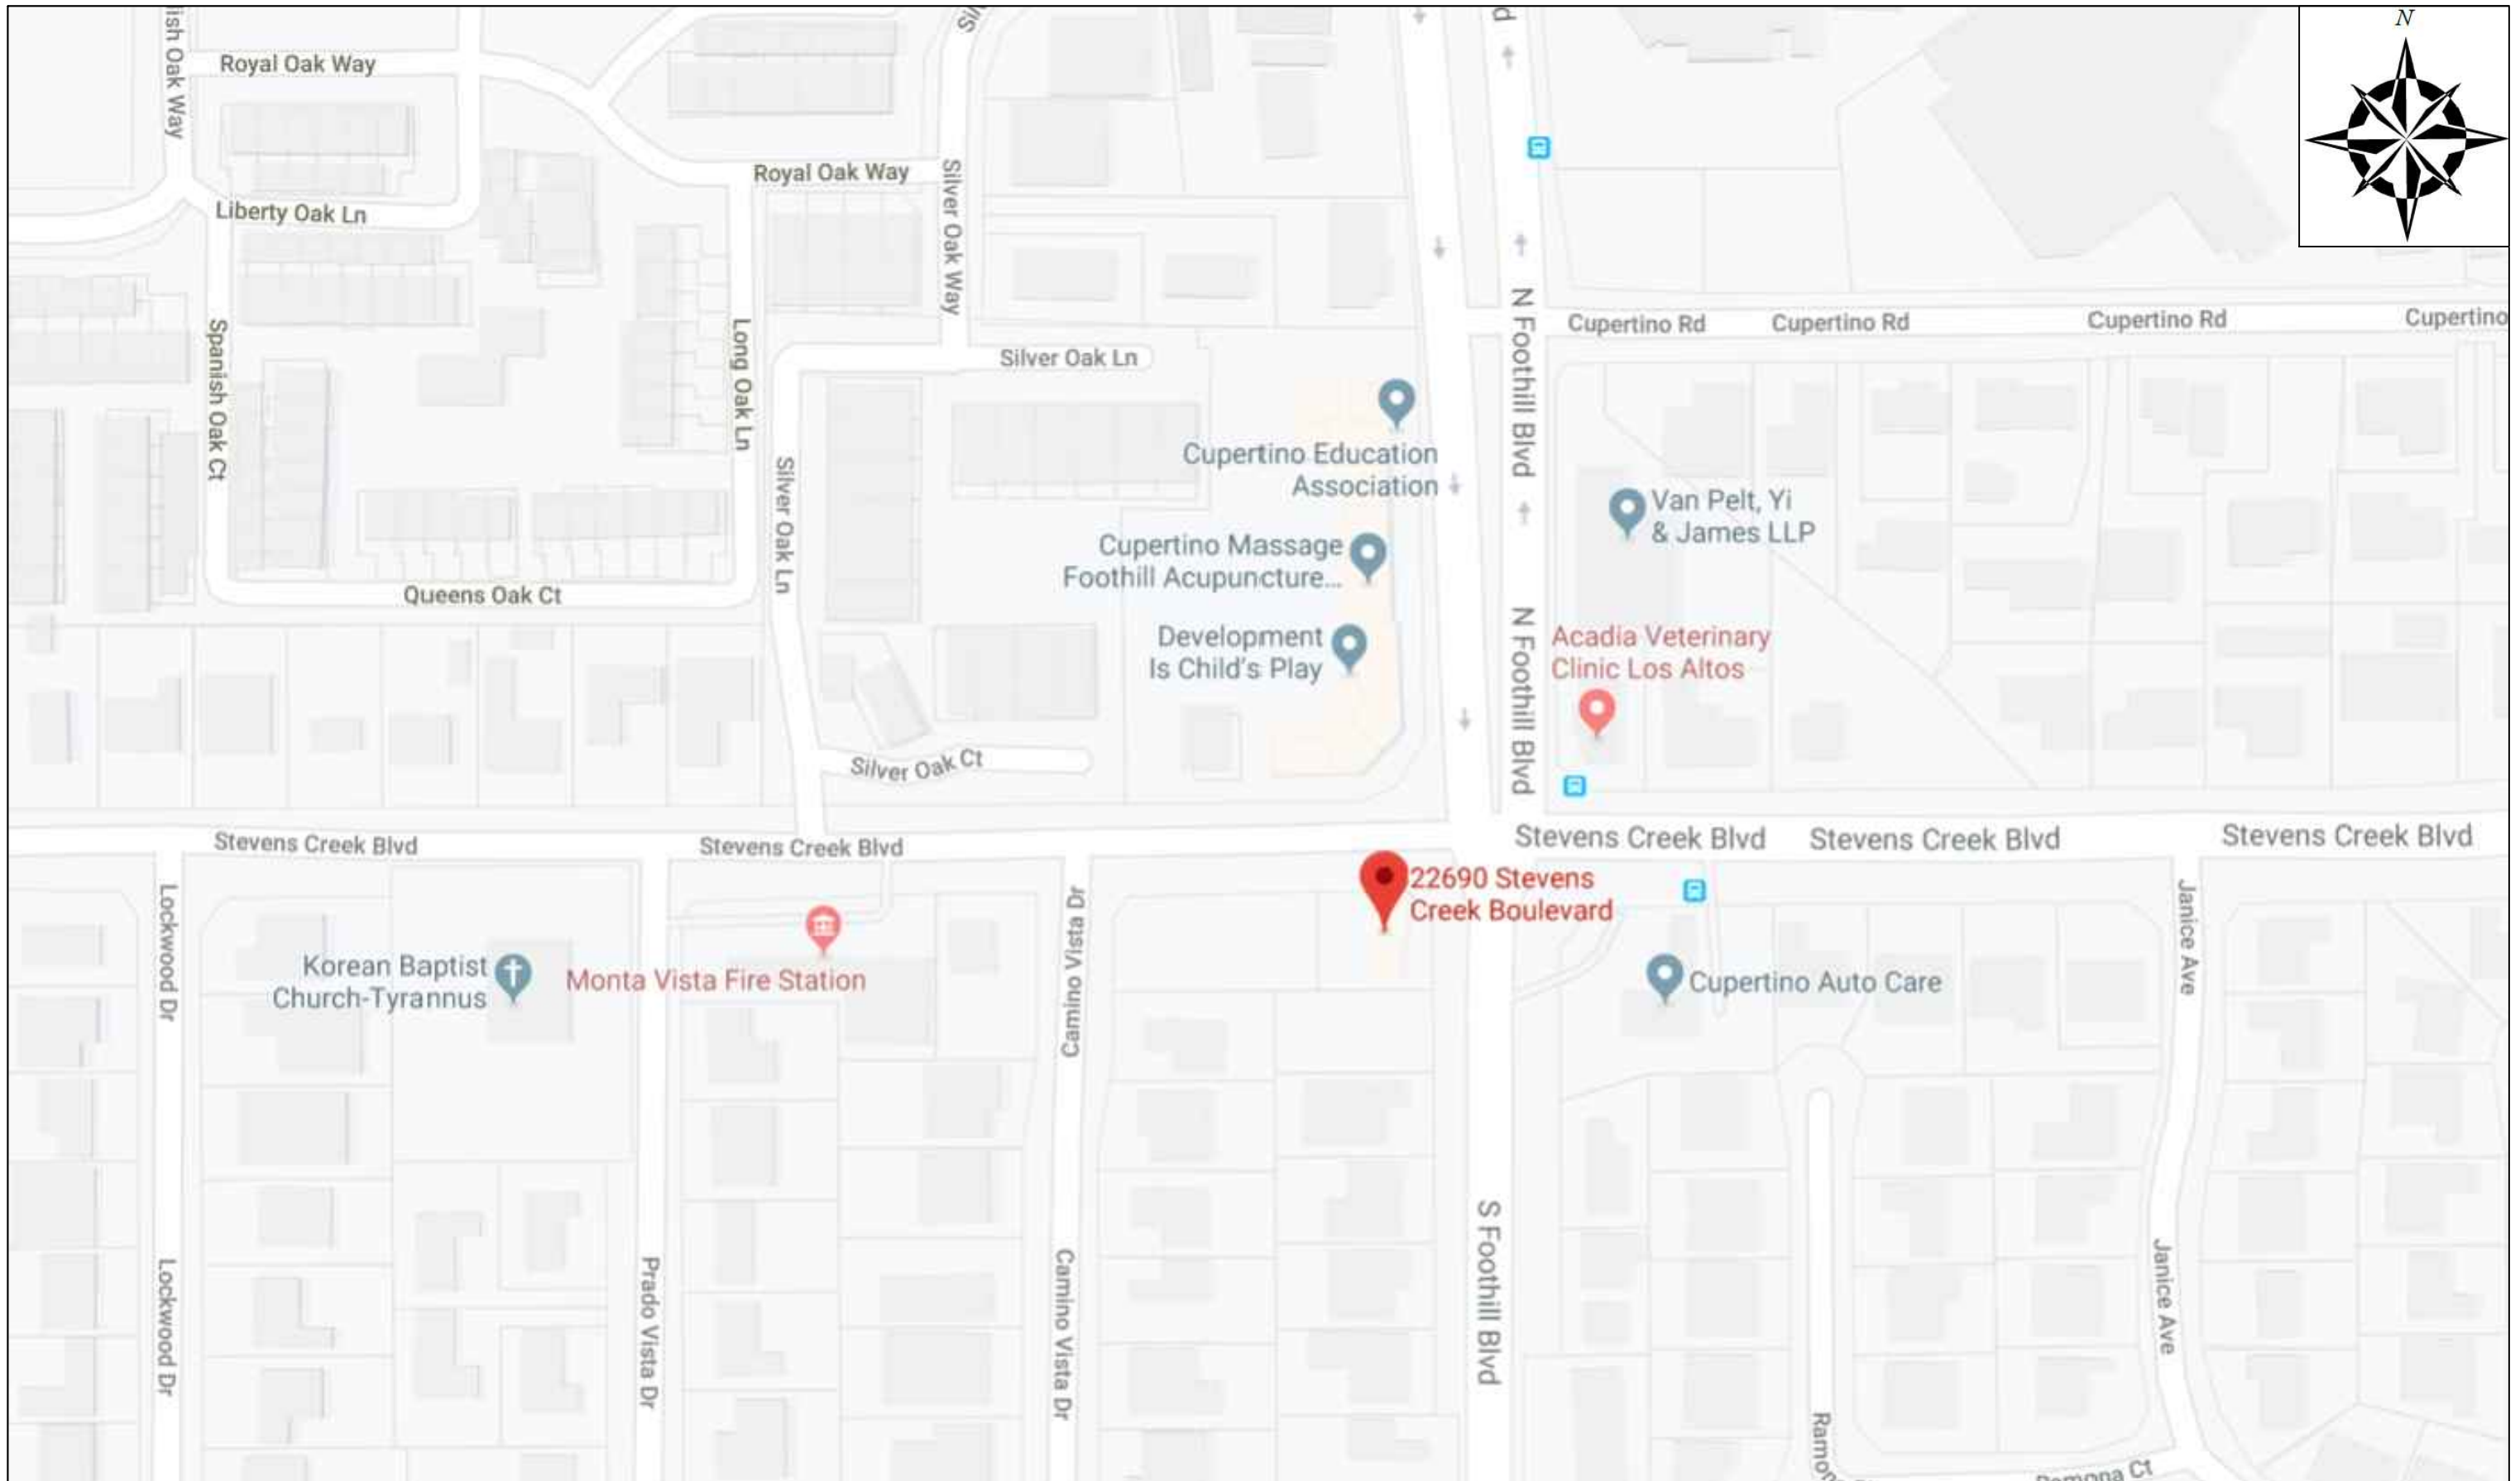 N
ish Oak Way
Royal Oak Way
Royal Oak Way
Silver Oak Way
Liberty Oak Ln
Spanish Oak Ct
Long Oak Ln
Silver Oak Ln
Silver Oak Ln
Queens Oak Ct
Silver Oak Ct
N Foothill Blvd
N Foothill Blvd
Cupertino Rd
Cupertino Rd
Cupertino Rd
Cupertino
Cupertino Education
Association
Van Pelt, Yi
& James LLP
Cupertino Massage
Foothill Acupuncture...
Development
Is Child's Play
Acadia Veterinary
Clinic Los Altos
Stevens Creek Blvd
Stevens Creek Blvd
Stevens Creek Blvd
Stevens Creek Blvd
Stevens Creek Blvd
22690 Stevens
Creek Boulevard
Lockwood Dr
Korean Baptist
Church-Tyrannus
Monta Vista Fire Station
Camino Vista Dr
Cupertino Auto Care
Janice Ave
Lockwood Dr
Prado Vista Dr
Camino Vista Dr
S Foothill Blvd
Janice Ave
Ramon